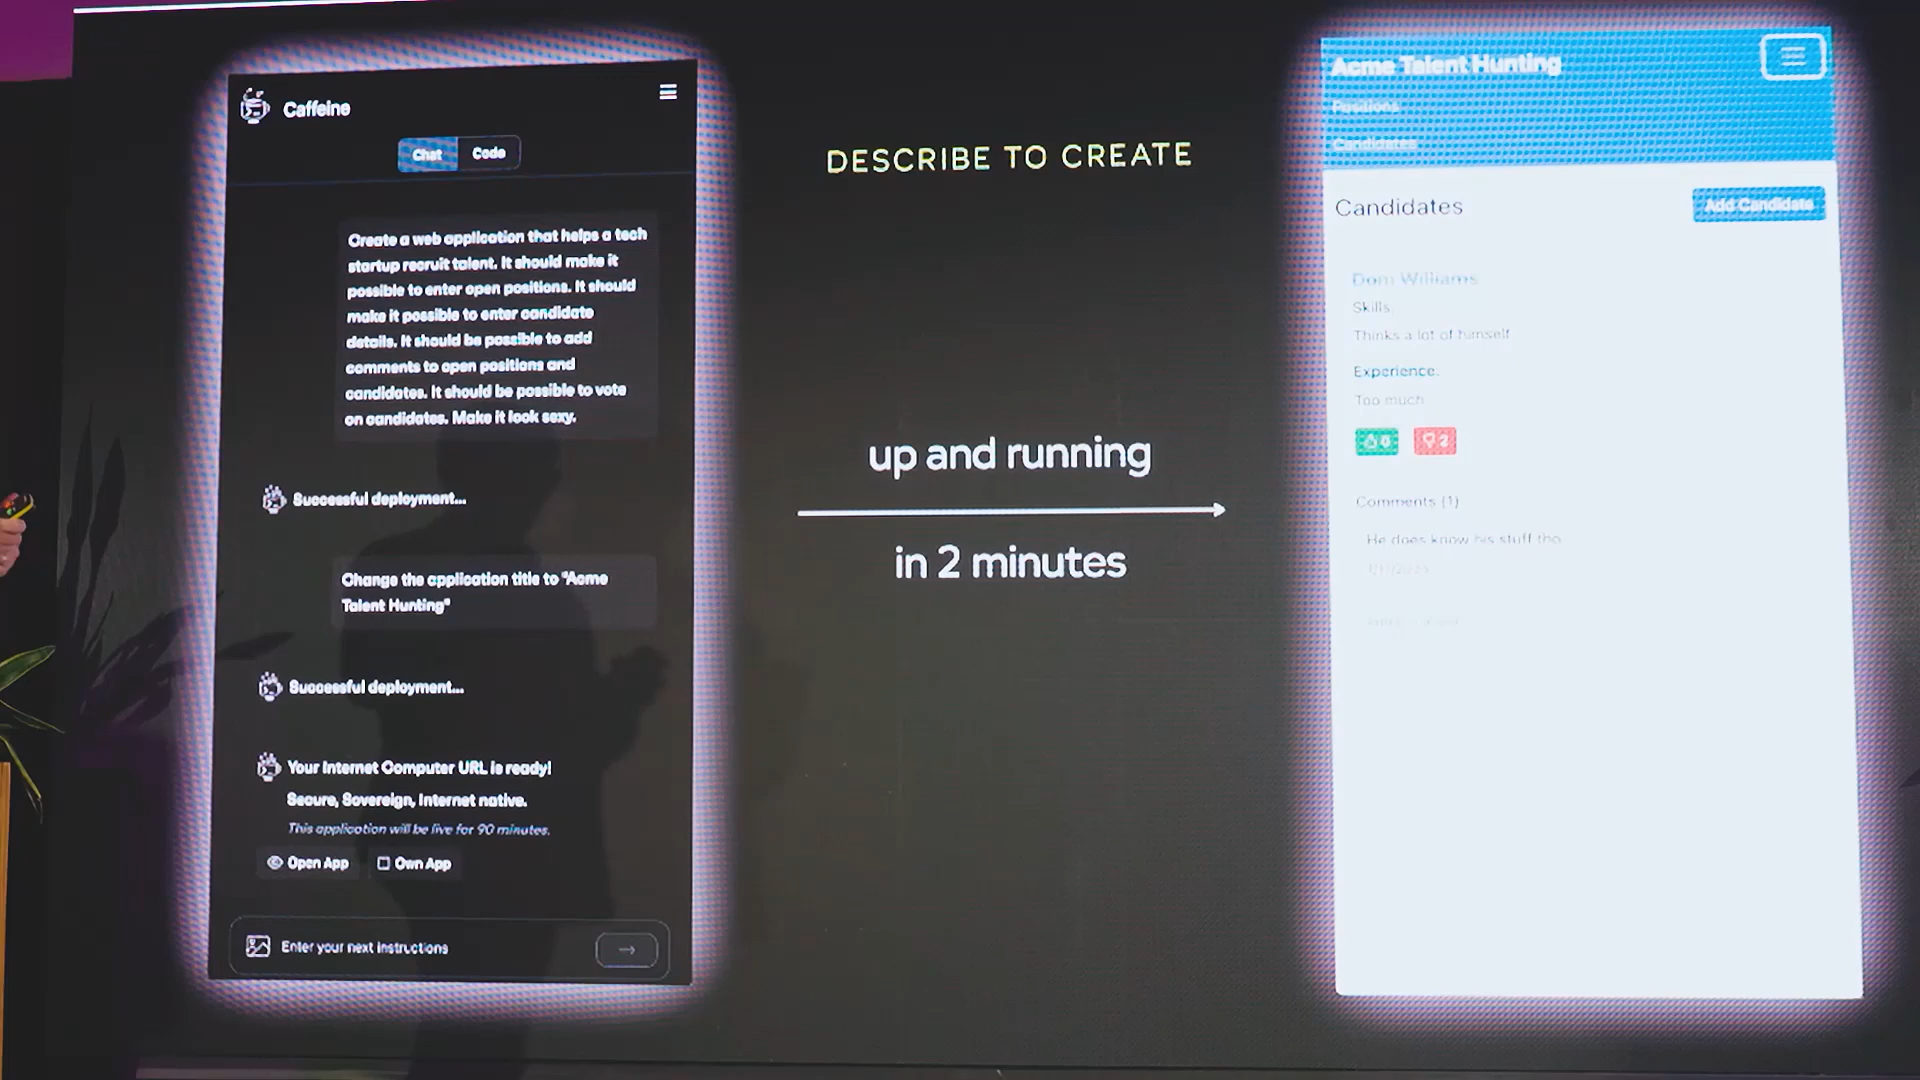 Caffeine
Chat
Code
Create a web application that helps a tech
startup recruit talent. It should make it
possible to enter open positions. It should
make it possible to enter candidate
details. It should be possible to add
comments to open positions and
candidates. It should be possible to vote
on candidates. Make it look sexy.
Successful deployment...
Change the application title to "Acme
Talent Hunting"
Successful deployment...
Your Internet Computer URL is ready!
Secure, Sovereign, Internet native.
This application will be live for 90 minutes.
Open App
Own App
Enter your next instructions
DESCRIBE TO CREATE
up and running
in 2 minutes
Acme Talent Hunting
Positions
Candidates
Candidates
Add Candidate
Dom Williams
Skills:
Thinks a lot of himself
Experience:
Too much
0
2
Comments (1)
He does know his stuff tho